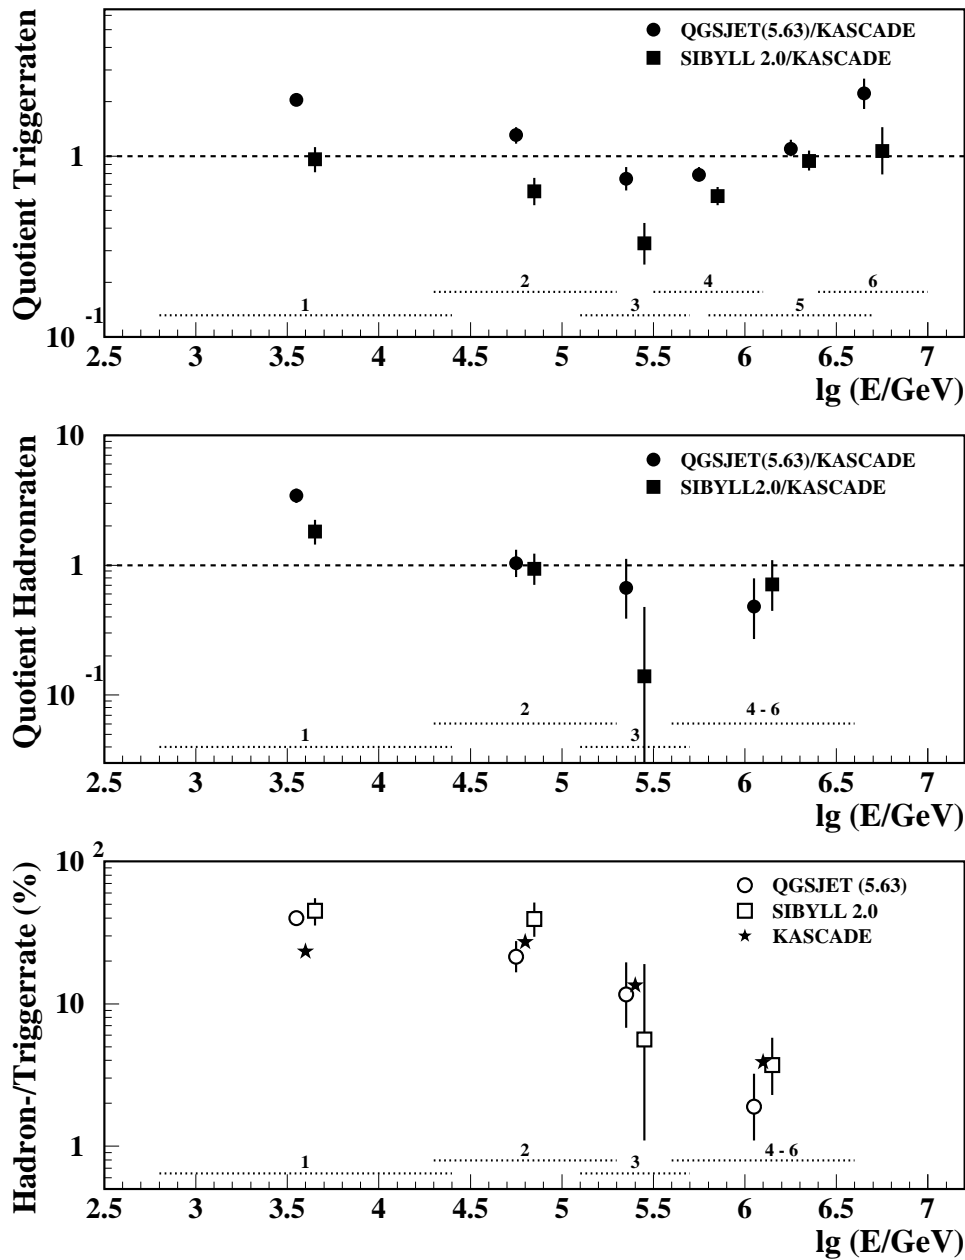 Quotient Triggerraten
QGSJET(5.63)/KASCADE
SIBYLL 2.0/KASCADE
1
10 -1
1
2
3
4
5
6
2.5 3 3.5 4 4.5 5 5.5 6 6.5 7
lg (E/GeV)
Quotient Hadronraten
QGSJET(5.63)/KASCADE
SIBYLL2.0/KASCADE
10
1
10 -1
1
2
3
4 - 6
2.5 3 3.5 4 4.5 5 5.5 6 6.5 7
lg (E/GeV)
Hadron-/Triggerrate (%)
QGSJET (5.63)
SIBYLL 2.0
KASCADE
10 2
10
1
1
2
3
4 - 6
2.5 3 3.5 4 4.5 5 5.5 6 6.5 7
lg (E/GeV)